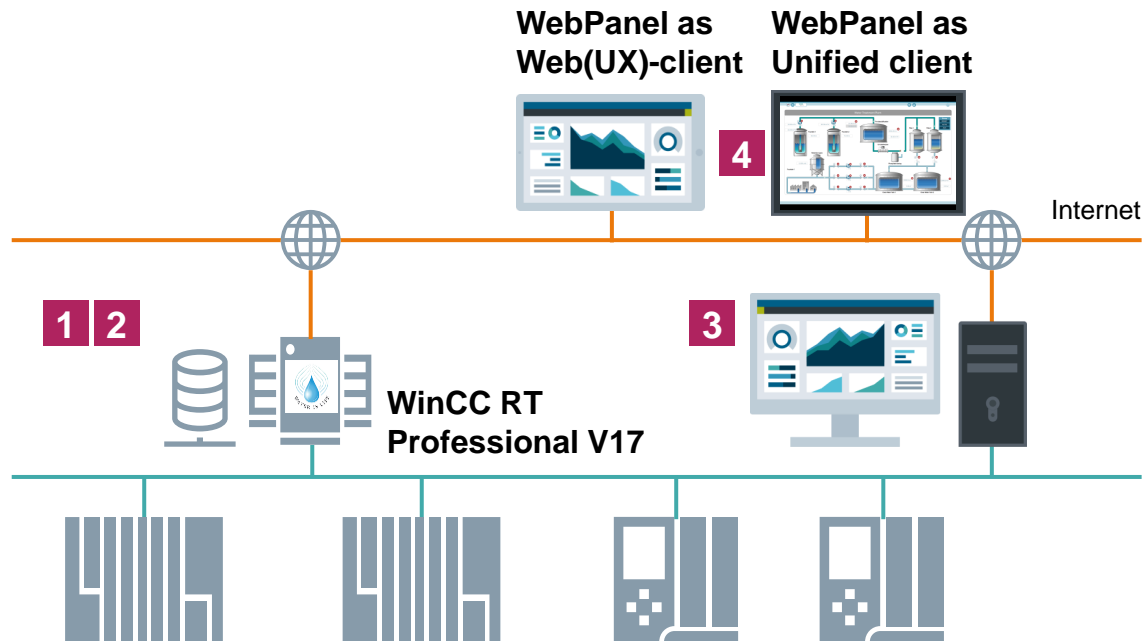 WebPanel as
Web(UX)-client
WebPanel as
Unified client
4
Internet
1 2
3
WinCC RT
Professional V17